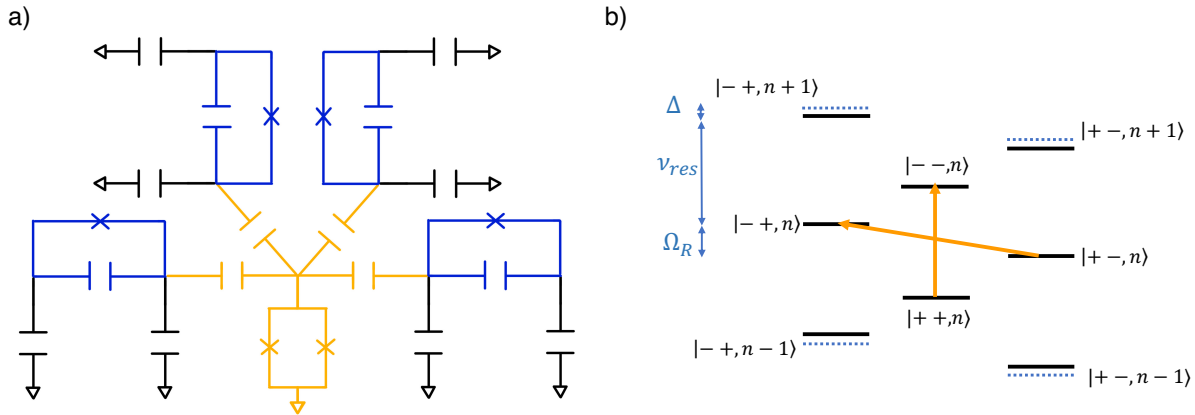 a)
b)
|− +, n + 1⟩
Δ
|+ −, n + 1⟩
ν_res
|− −, n⟩
|− +, n⟩
Ω_R
|+ −, n⟩
|+ +, n⟩
|− +, n − 1⟩
|+ −, n − 1⟩